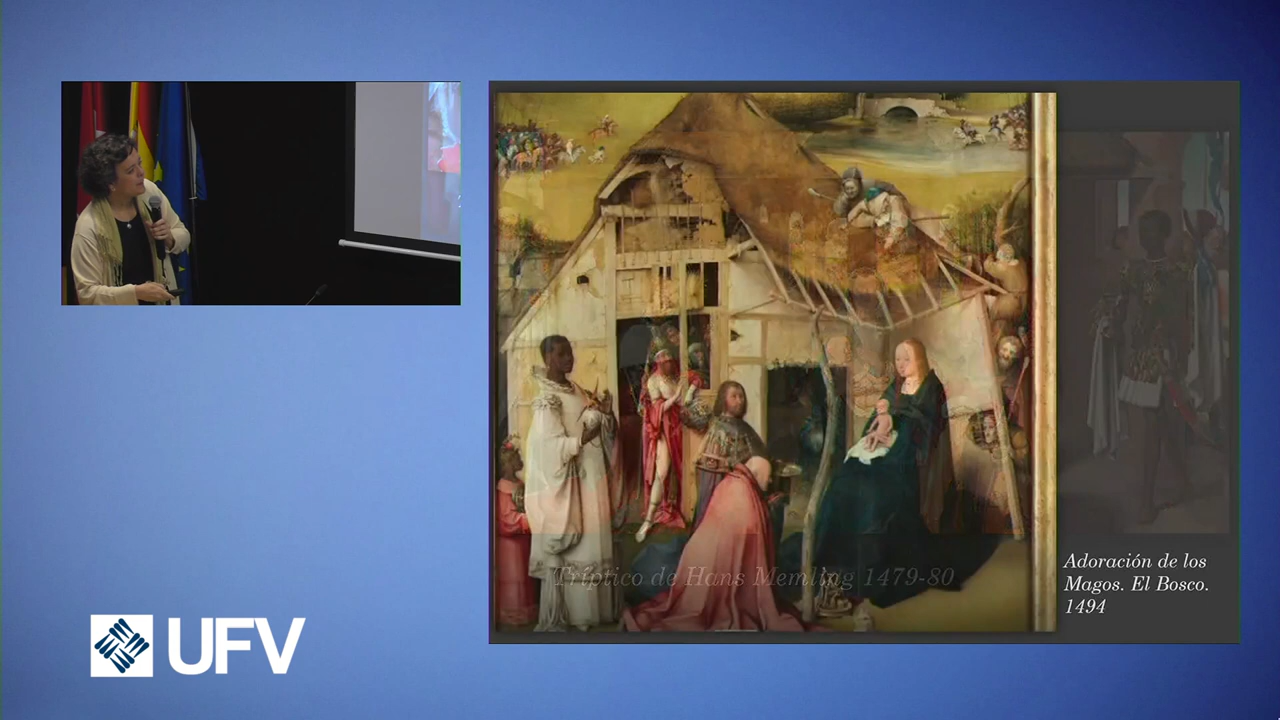 Tríptico de Hans Memling 1479-80
Adoración de los
Magos. El Bosco.
1494
UFV